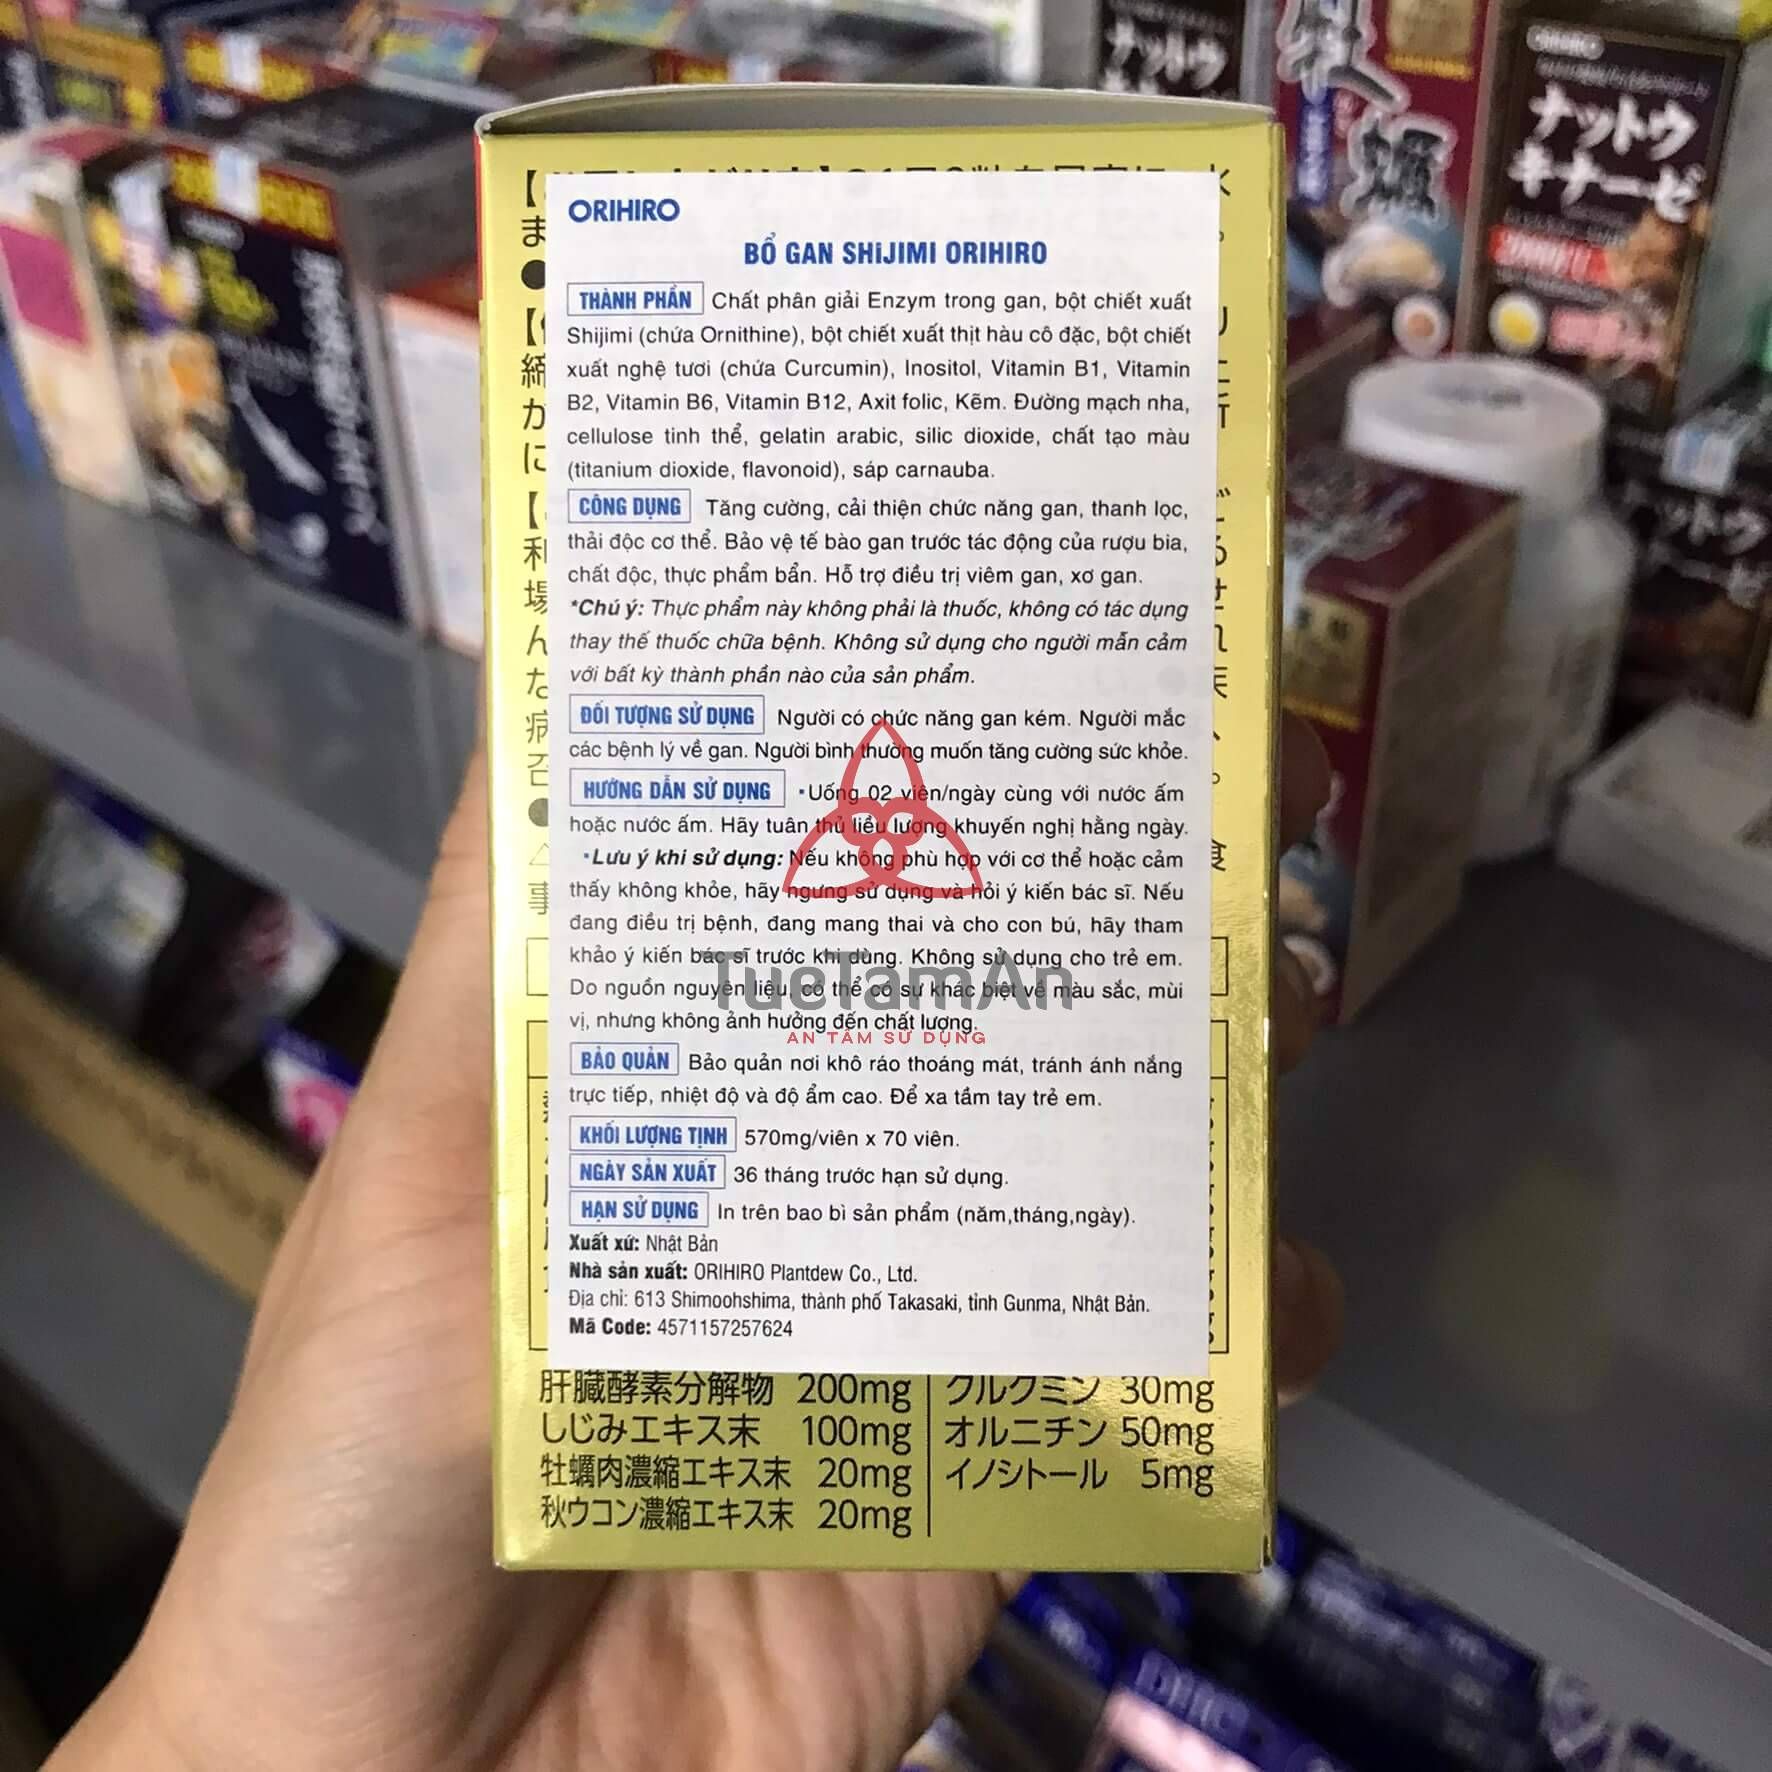 ORIHIRO
BỔ GAN SHiJIMI ORIHIRO
THÀNH PHẦN Chất phân giải Enzym trong gan, bột chiết xuất
Shijimi (chứa Ornithine), bột chiết xuất thịt hàu cô đặc, bột chiết
xuất nghệ tươi (chứa Curcumin), Inositol, Vitamin B1, Vitamin
B2, Vitamin B6, Vitamin B12, Axit folic, Kẽm. Đường mạch nha,
cellulose tinh thể, gelatin arabic, silic dioxide, chất tạo màu
(titanium dioxide, flavonoid), sáp carnauba.
CÔNG DỤNG Tăng cường, cải thiện chức năng gan, thanh lọc,
thải độc cơ thể. Bảo vệ tế bào gan trước tác động của rượu bia,
chất độc, thực phẩm bẩn. Hỗ trợ điều trị viêm gan, xơ gan.
*Chú ý: Thực phẩm này không phải là thuốc, không có tác dụng
thay thế thuốc chữa bệnh. Không sử dụng cho người mẫn cảm
với bất kỳ thành phần nào của sản phẩm.
ĐỐI TƯỢNG SỬ DỤNG Người có chức năng gan kém. Người mắc
các bệnh lý về gan. Người bình thường muốn tăng cường sức khỏe.
HƯỚNG DẪN SỬ DỤNG •Uống 02 viên/ngày cùng với nước ấm
hoặc nước ấm. Hãy tuân thủ liều lượng khuyến nghị hằng ngày.
•Lưu ý khi sử dụng: Nếu không phù hợp với cơ thể hoặc cảm
thấy không khỏe, hãy ngưng sử dụng và hỏi ý kiến bác sĩ. Nếu
đang điều trị bệnh, đang mang thai và cho con bú, hãy tham
khảo ý kiến bác sĩ trước khi dùng. Không sử dụng cho trẻ em.
Do nguồn nguyên liệu, có thể có sự khác biệt về màu sắc, mùi
vị, nhưng không ảnh hưởng đến chất lượng.
TueTamAn
AN TÂM SỬ DỤNG
BẢO QUẢN Bảo quản nơi khô ráo thoáng mát, tránh ánh nắng
trực tiếp, nhiệt độ và độ ẩm cao. Để xa tầm tay trẻ em.
KHỐI LƯỢNG TỊNH 570mg/viên x 70 viên.
NGÀY SẢN XUẤT 36 tháng trước hạn sử dụng.
HẠN SỬ DỤNG In trên bao bì sản phẩm (năm,tháng,ngày).
Xuất xứ: Nhật Bản
Nhà sản xuất: ORIHIRO Plantdew Co., Ltd.
Địa chỉ: 613 Shimoohshima, thành phố Takasaki, tỉnh Gunma, Nhật Bản.
Mã Code: 4571157257624
肝臓酵素分解物 200mg
しじみエキス末 100mg
牡蠣肉濃縮エキス末 20mg
秋ウコン濃縮エキス末 20mg
クルクミン 30mg
オルニチン 50mg
イノシトール 5mg
ORIHIRO
ナットウ
キナーゼ